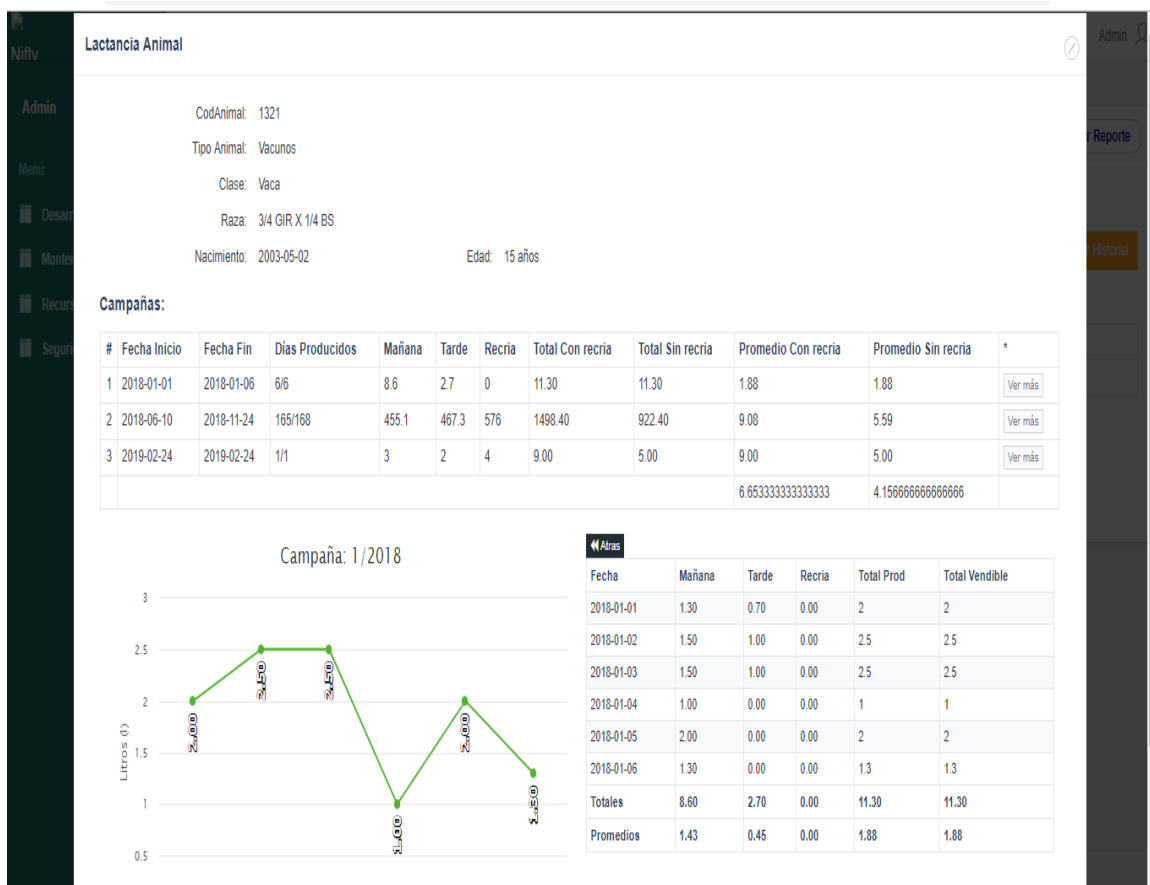 Nifty
Admin
Admin
Menú
Desarr
Manten
Recurs
Seguri
r Reporte
r Historial
Lactancia Animal
CodAnimal: 1321
Tipo Animal: Vacunos
Clase: Vaca
Raza: 3/4 GIR X 1/4 BS
Nacimiento: 2003-05-02 Edad: 15 años
Campañas:
# Fecha Inicio Fecha Fin Días Producidos Mañana Tarde Recria Total Con recria Total Sin recria Promedio Con recria Promedio Sin recria *
1 2018-01-01 2018-01-06 6/6 8.6 2.7 0 11.30 11.30 1.88 1.88 Ver más
2 2018-06-10 2018-11-24 165/168 455.1 467.3 576 1498.40 922.40 9.08 5.59 Ver más
3 2019-02-24 2019-02-24 1/1 3 2 4 9.00 5.00 9.00 5.00 Ver más
6.653333333333333 4.156666666666666
Campaña: 1/2018
Litros (l)
3
2.5
2
1.5
1
0.5
2.00
2.50
2.50
1.00
2.00
1.30
Atras
Fecha Mañana Tarde Recria Total Prod Total Vendible
2018-01-01 1.30 0.70 0.00 2 2
2018-01-02 1.50 1.00 0.00 2.5 2.5
2018-01-03 1.50 1.00 0.00 2.5 2.5
2018-01-04 1.00 0.00 0.00 1 1
2018-01-05 2.00 0.00 0.00 2 2
2018-01-06 1.30 0.00 0.00 1.3 1.3
Totales 8.60 2.70 0.00 11.30 11.30
Promedios 1.43 0.45 0.00 1.88 1.88